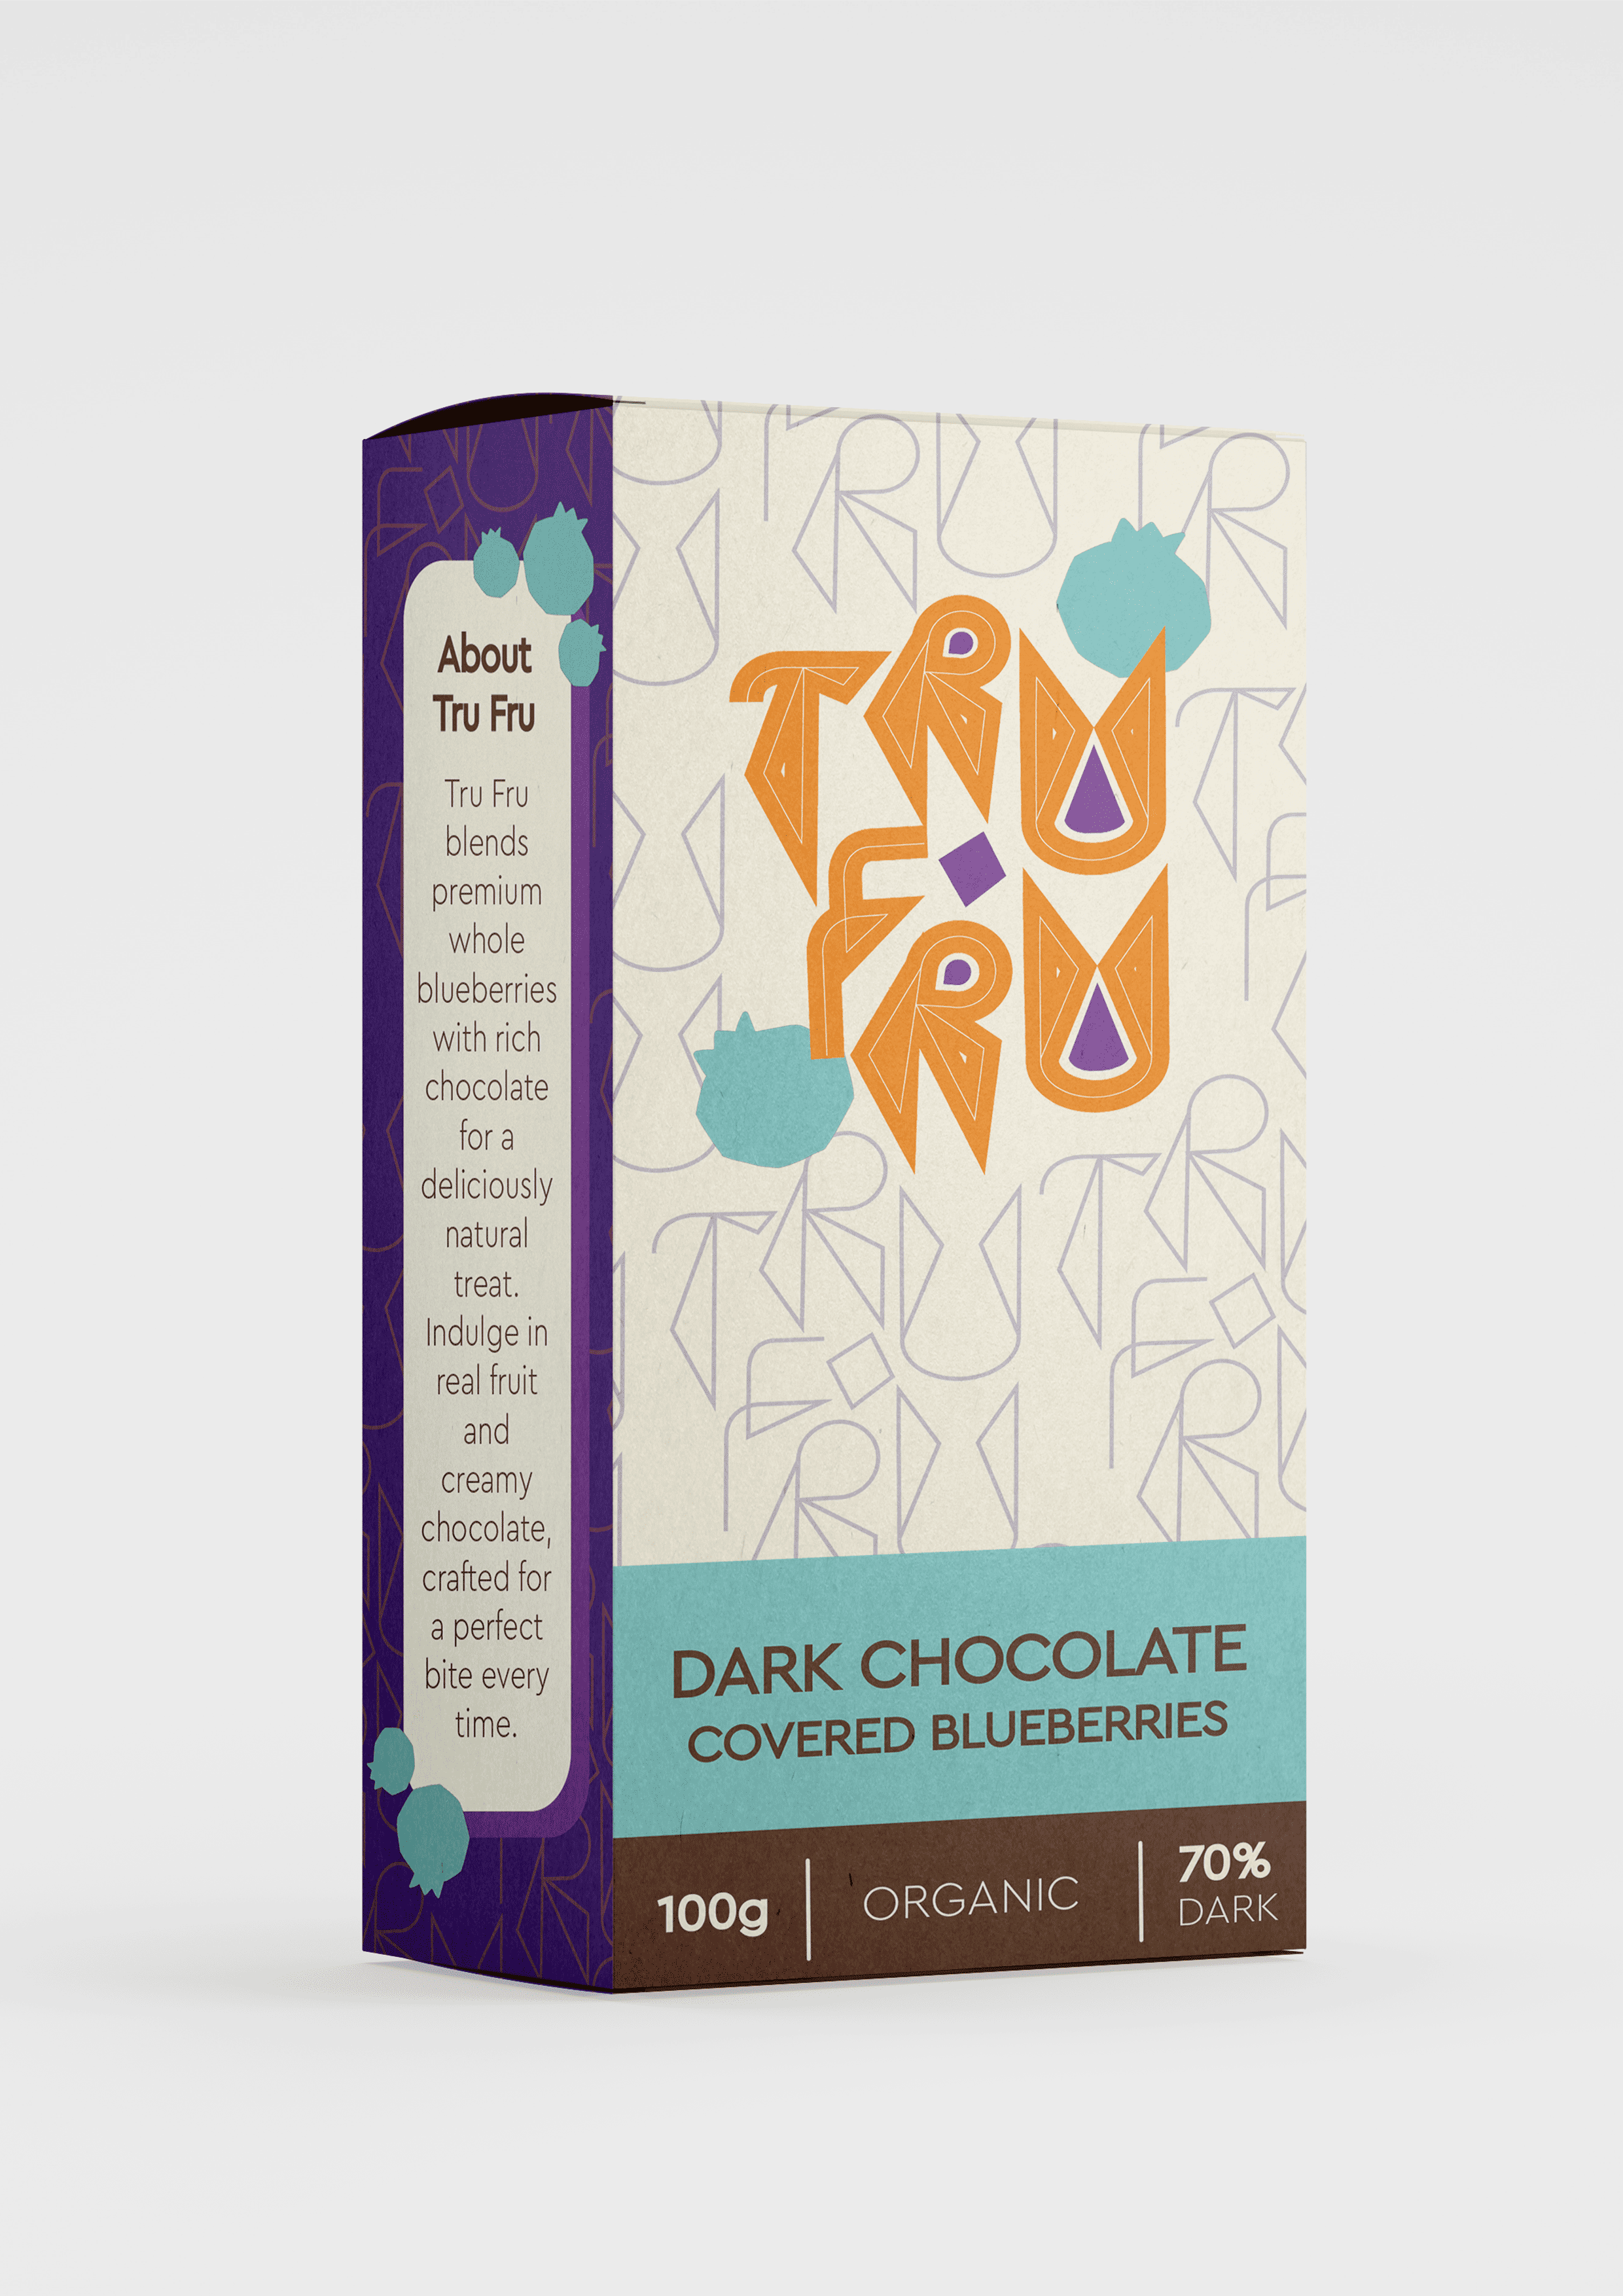 About
Tru Fru
Tru Fru
blends
premium
whole
blueberries
with rich
chocolate
for a
deliciously
natural
treat.
Indulge in
real fruit
and
creamy
chocolate,
crafted for
a perfect
bite every
time.
TRU
FRU
DARK CHOCOLATE
COVERED BLUEBERRIES
100g
ORGANIC
70%
DARK